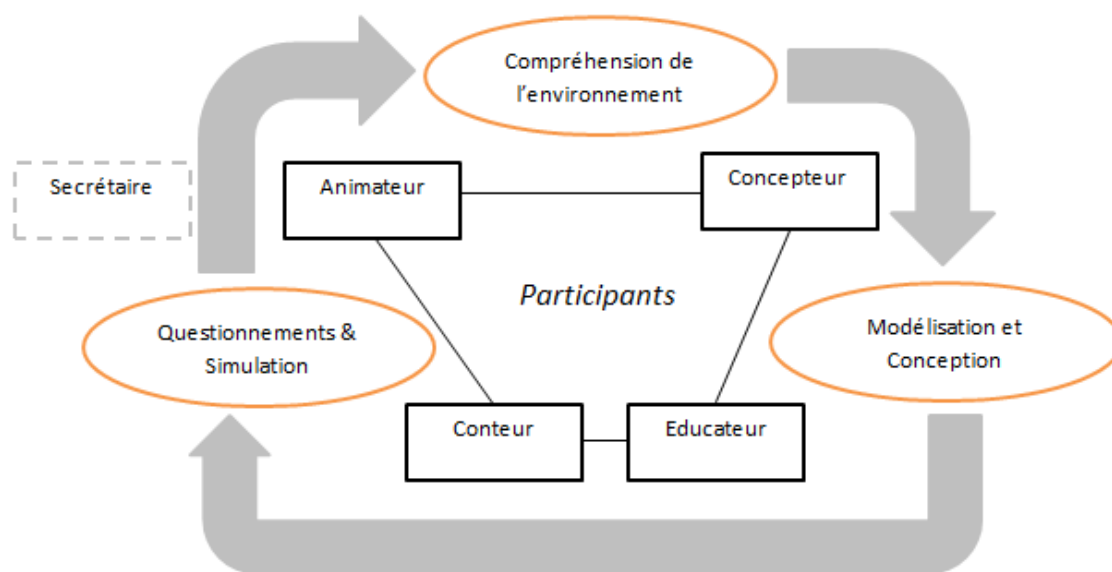 Compréhension de
l'environnement
Secrétaire
Animateur
Concepteur
Participants
Questionnements &
Simulation
Modélisation et
Conception
Conteur
Educateur